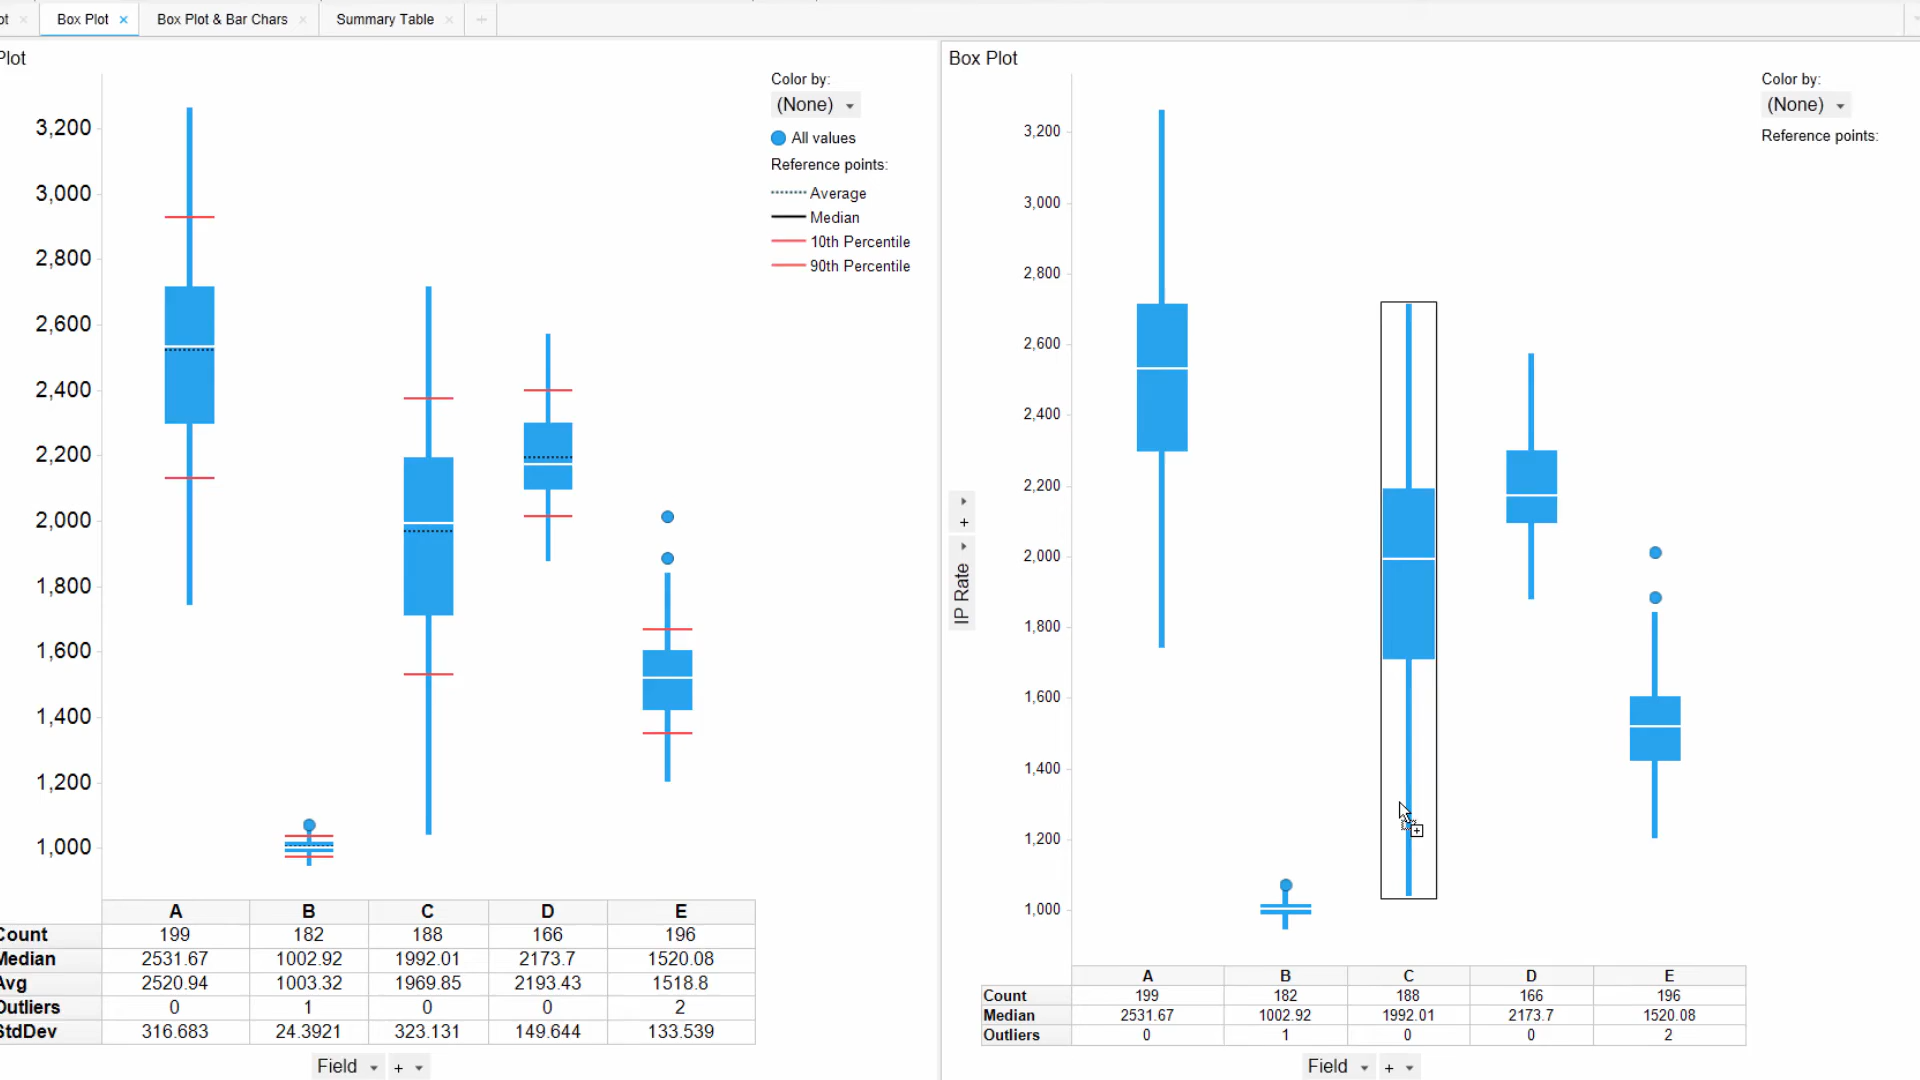 ot × Box Plot × Box Plot & Bar Chars × Summary Table × +
Plot
3,200
3,000
2,800
2,600
2,400
2,200
2,000
1,800
1,600
1,400
1,200
1,000
Color by:
(None)
All values
Reference points:
Average
Median
10th Percentile
90th Percentile
A B C D E
Count 199 182 188 166 196
Median 2531.67 1002.92 1992.01 2173.7 1520.08
Avg 2520.94 1003.32 1969.85 2193.43 1518.8
Outliers 0 1 0 0 2
StdDev 316.683 24.3921 323.131 149.644 133.539
Field +
Box Plot
3,200
3,000
2,800
2,600
2,400
2,200
2,000
1,800
1,600
1,400
1,200
1,000
+
IP Rate
Color by:
(None)
Reference points:
A B C D E
Count 199 182 188 166 196
Median 2531.67 1002.92 1992.01 2173.7 1520.08
Outliers 0 1 0 0 2
Field +